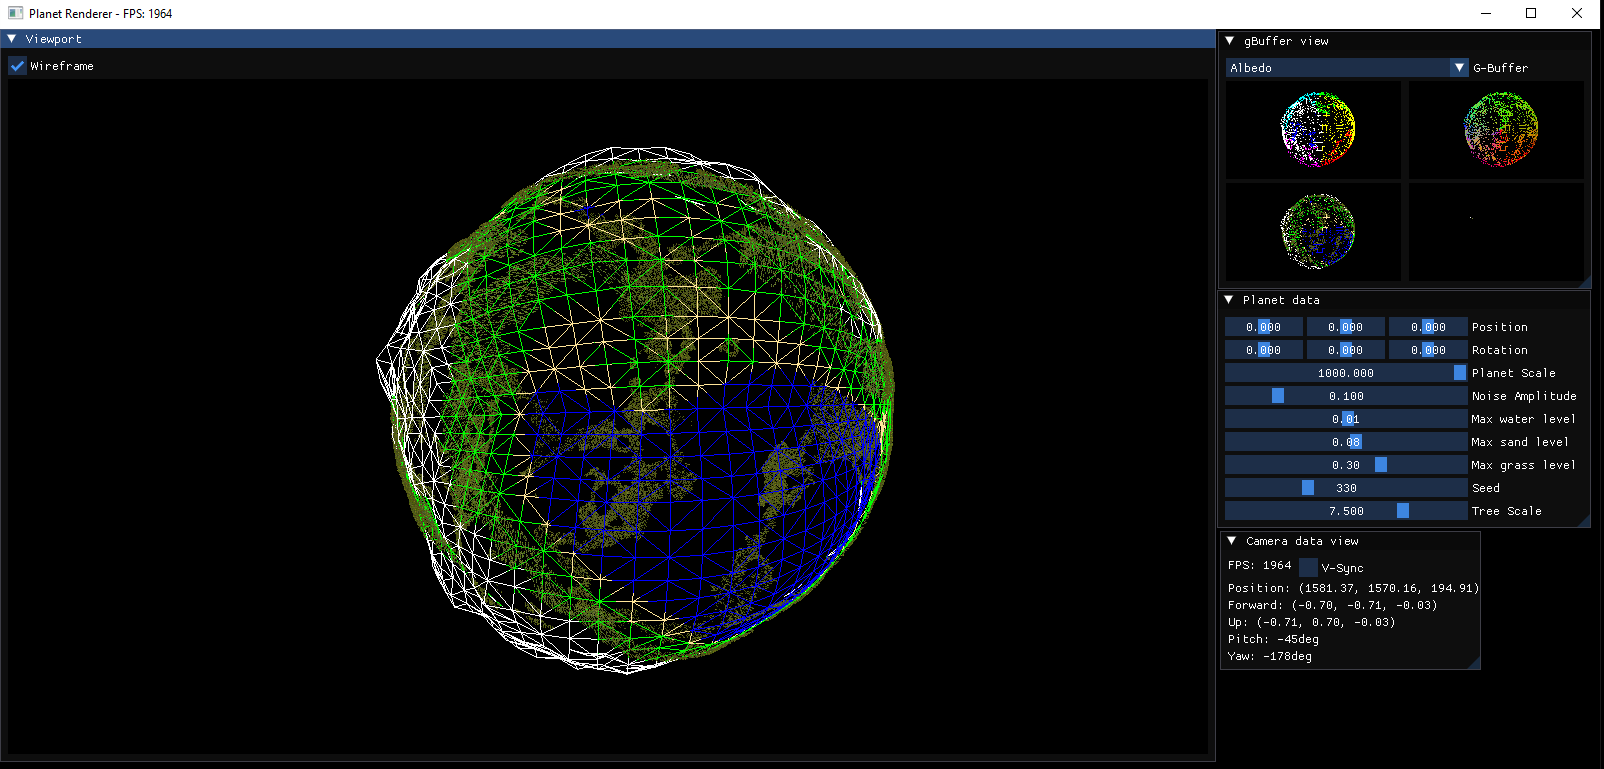 Planet Renderer - FPS: 1964
Viewport
Wireframe
gBuffer view
Albedo G-Buffer
Planet data
0.000 0.000 0.000 Position
0.000 0.000 0.000 Rotation
1000.000 Planet Scale
0.100 Noise Amplitude
0.01 Max water level
0.08 Max sand level
0.30 Max grass level
330 Seed
7.500 Tree Scale
Camera data view
FPS: 1964 V-Sync
Position: (1581.37, 1570.16, 194.91)
Forward: (-0.70, -0.71, -0.03)
Up: (-0.71, 0.70, -0.03)
Pitch: -45deg
Yaw: -178deg